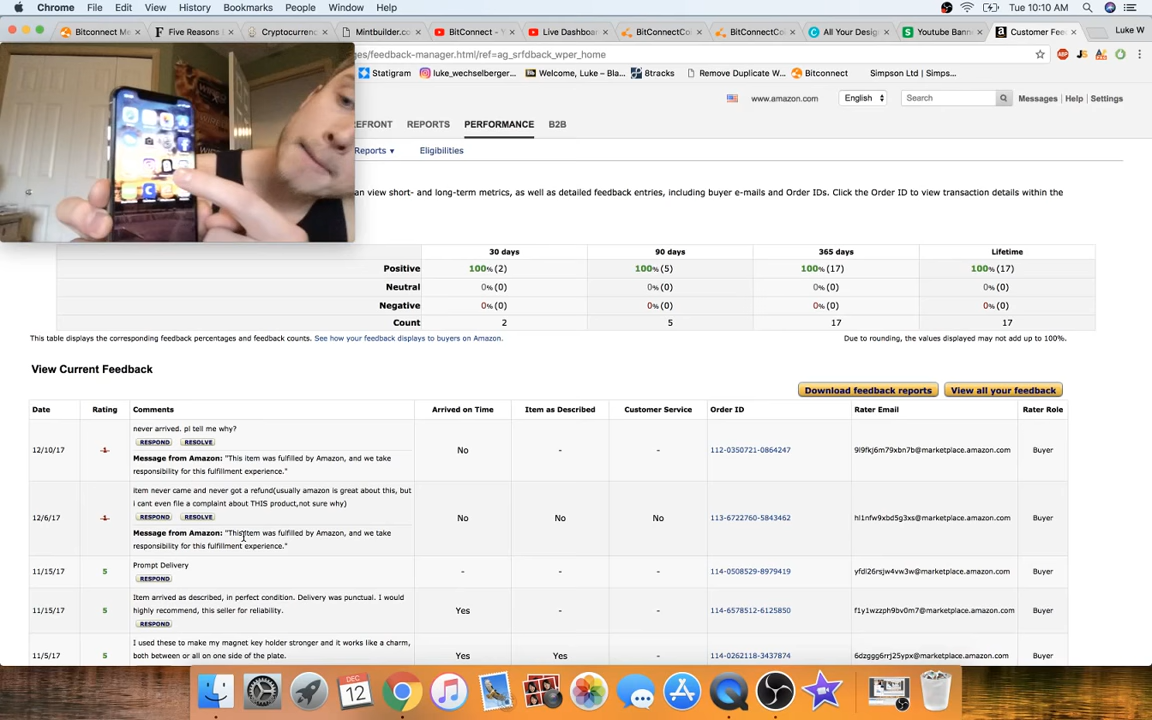 Chrome File Edit View History Bookmarks People Window Help Tue 10:10 AM Luke W
Bitconnect M Five Reasons Cryptocurrenc Mintbuilder.c BitConnect - Y Live Dashboar BitConnectCo BitConnectCo All Your Design Youtube Banner Customer Fee Luke W
ges/feedback-manager.html/ref=ag_srfdback_wper_home
Statigram luke_wechselberger... Welcome, Luke – Bla... 8tracks Remove Duplicate W... Bitconnect Simpson Ltd | Simps...
www.amazon.com English Search Messages | Help | Settings
EFRONT REPORTS PERFORMANCE B2B
Reports ▾ Eligibilities
an view short- and long-term metrics, as well as detailed feedback entries, including buyer e-mails and Order IDs. Click the Order ID to view transaction details within the
30 days 90 days 365 days Lifetime
Positive 100% (2) 100% (5) 100% (17) 100% (17)
Neutral 0% (0) 0% (0) 0% (0) 0% (0)
Negative 0% (0) 0% (0) 0% (0) 0% (0)
Count 2 5 17 17
This table displays the corresponding feedback percentages and feedback counts. See how your feedback displays to buyers on Amazon. Due to rounding, the values displayed may not add up to 100%.
View Current Feedback
Download feedback reports View all your feedback
Date Rating Comments Arrived on Time Item as Described Customer Service Order ID Rater Email Rater Role
never arrived. pl tell me why?
RESPOND RESOLVE
12/10/17 1 No - - 112-0350721-0864247 9l9fkj6m79xbn7b@marketplace.amazon.com Buyer
Message from Amazon: "This item was fulfilled by Amazon, and we take
responsibility for this fulfillment experience."
item never came and never got a refund(usually amazon is great about this, but
i cant even file a complaint about THIS product,not sure why)
RESPOND RESOLVE
12/6/17 1 No No No 113-6722760-5843462 hl1nfw9xbd5g3xs@marketplace.amazon.com Buyer
Message from Amazon: "This item was fulfilled by Amazon, and we take
responsibility for this fulfillment experience."
Prompt Delivery
11/15/17 5 - - - 114-0508529-8979419 yfdl26rsjw4vw3w@marketplace.amazon.com Buyer
RESPOND
Item arrived as described, in perfect condition. Delivery was punctual. I would
highly recommend, this seller for reliability.
11/15/17 5 Yes - - 114-6578512-6125850 f1y1wzzph9bv0m7@marketplace.amazon.com Buyer
RESPOND
I used these to make my magnet key holder stronger and it works like a charm,
both between or all on one side of the plate.
11/5/17 5 Yes Yes - 114-0262118-3437874 6dzggg6rrj25ypx@marketplace.amazon.com Buyer
DEC
12